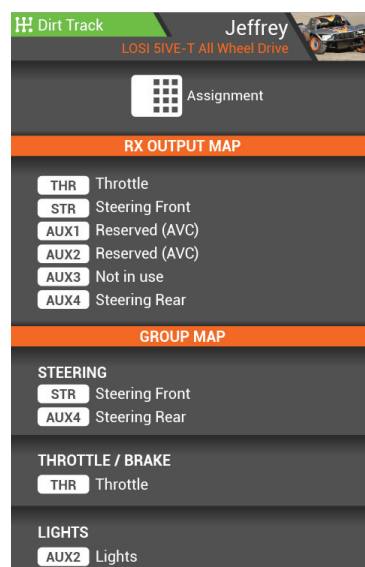 Dirt Track
Jeffrey
LOSI 5IVE-T All Wheel Drive
Assignment
RX OUTPUT MAP
THR Throttle
STR Steering Front
AUX1 Reserved (AVC)
AUX2 Reserved (AVC)
AUX3 Not in use
AUX4 Steering Rear
GROUP MAP
STEERING
STR Steering Front
AUX4 Steering Rear
THROTTLE / BRAKE
THR Throttle
LIGHTS
AUX2 Lights